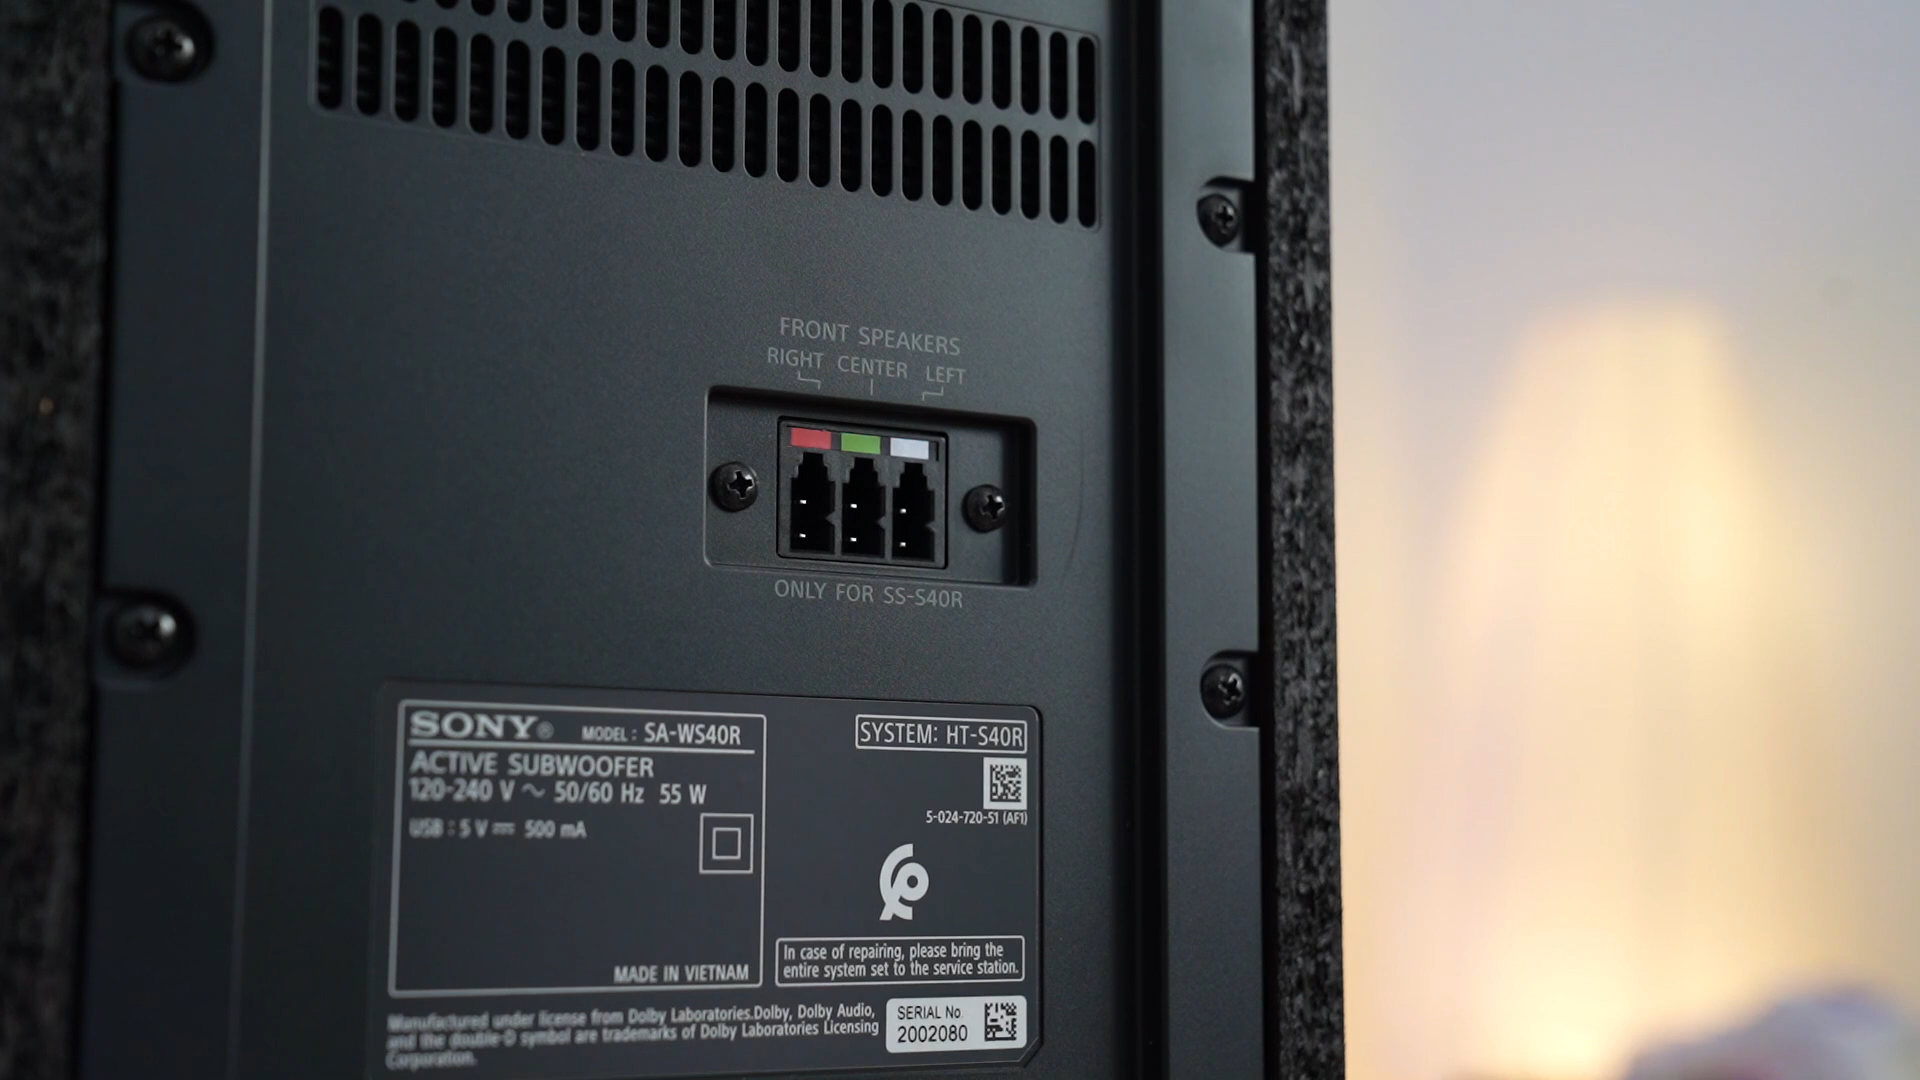 FRONT SPEAKERS
RIGHT CENTER LEFT
ONLY FOR SS-S40R
SONY® MODEL : SA-WS40R
ACTIVE SUBWOOFER
120-240 V ~ 50/60 Hz 55 W
USB : 5 V ⎓ 500 mA
MADE IN VIETNAM
SYSTEM: HT-S40R
5-024-720-51 (AF1)
In case of repairing, please bring the
entire system set to the service station.
Manufactured under license from Dolby Laboratories.Dolby, Dolby Audio,
and the double-D symbol are trademarks of Dolby Laboratories Licensing
Corporation.
SERIAL No.
2002080